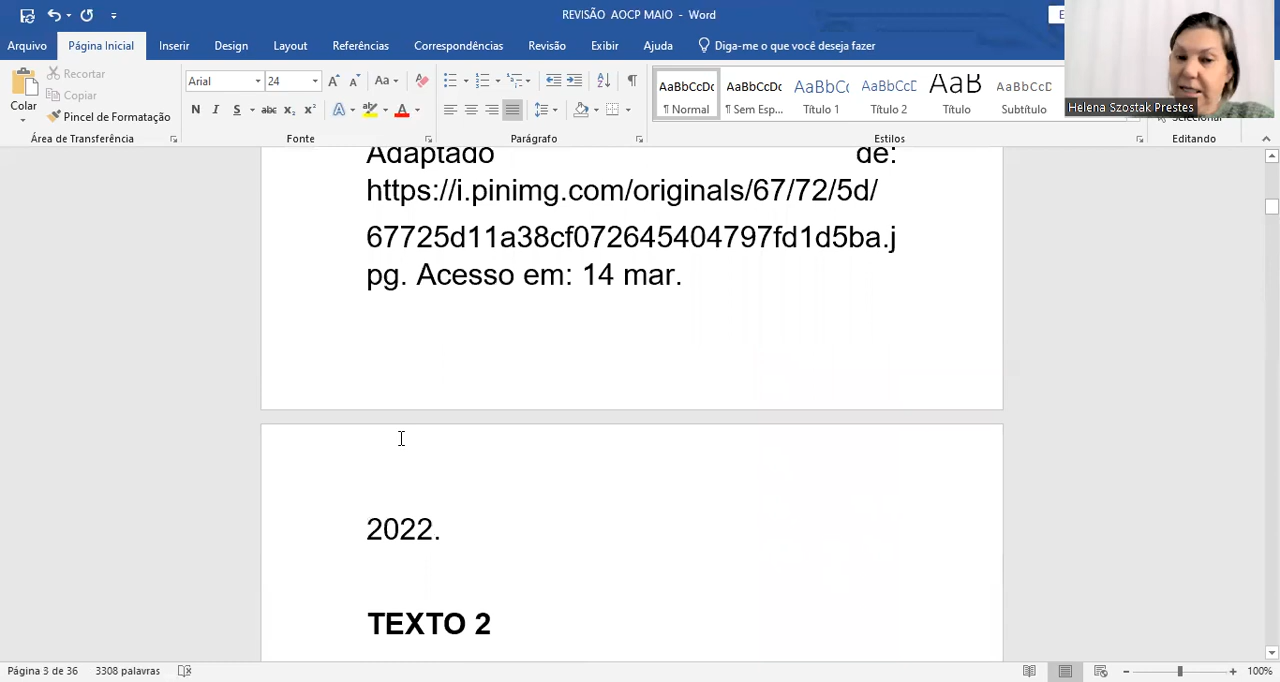 REVISÃO AOCP MAIO - Word
Arquivo Página Inicial Inserir Design Layout Referências Correspondências Revisão Exibir Ajuda Diga-me o que você deseja fazer
Colar
Recortar
Copiar
Pincel de Formatação
Área de Transferência
Arial 24
N I S abc x₂ x²
Fonte
Parágrafo
AaBbCcDc AaBbCcDc AaBbCc AaBbCcD AaB AaBbCcD
¶ Normal ¶ Sem Esp... Título 1 Título 2 Título Subtítulo
Estilos
Helena Szostak Prestes
Selecionar
Editando
Adaptado de:
https://i.pinimg.com/originals/67/72/5d/
67725d11a38cf072645404797fd1d5ba.j
pg. Acesso em: 14 mar.
2022.
TEXTO 2
Página 3 de 36 3308 palavras
100%